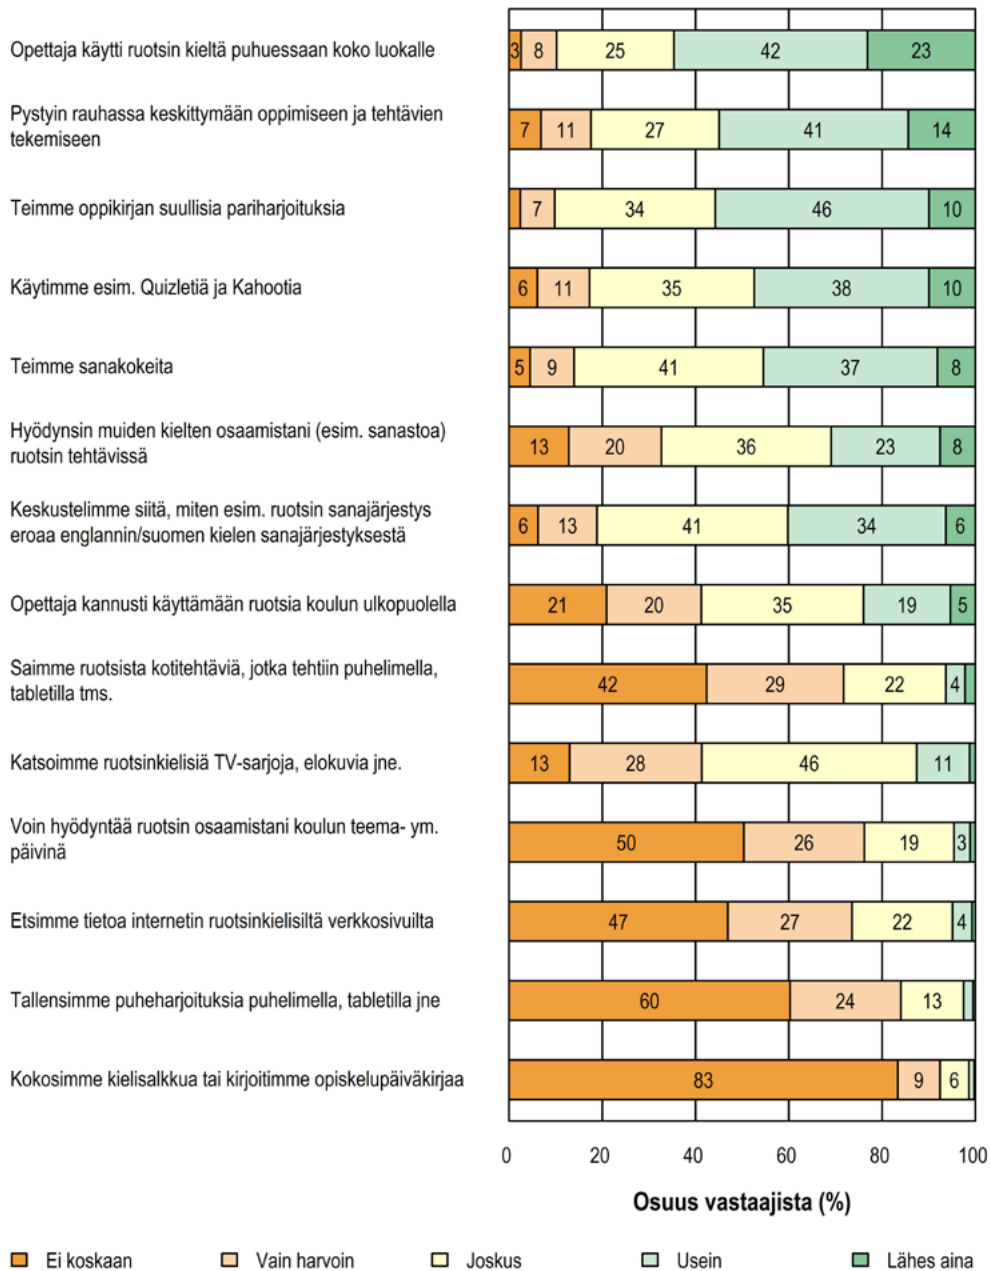 Opettaja käytti ruotsin kieltä puhuessaan koko luokalle
3 8 25 42 23
Pystyin rauhassa keskittymään oppimiseen ja tehtävien
tekemiseen
7 11 27 41 14
Teimme oppikirjan suullisia pariharjoituksia
7 34 46 10
Käytimme esim. Quizletiä ja Kahootia
6 11 35 38 10
Teimme sanakokeita
5 9 41 37 8
Hyödynsin muiden kielten osaamistani (esim. sanastoa)
ruotsin tehtävissä
13 20 36 23 8
Keskustelimme siitä, miten esim. ruotsin sanajärjestys
eroaa englannin/suomen kielen sanajärjestyksestä
6 13 41 34 6
Opettaja kannusti käyttämään ruotsia koulun ulkopuolella
21 20 35 19 5
Saimme ruotsista kotitehtäviä, jotka tehtiin puhelimella,
tabletilla tms.
42 29 22 4
Katsoimme ruotsinkielisiä TV-sarjoja, elokuvia jne.
13 28 46 11
Voin hyödyntää ruotsin osaamistani koulun teema- ym.
päivinä
50 26 19 3
Etsimme tietoa internetin ruotsinkielisiltä verkkosivuilta
47 27 22 4
Tallensimme puheharjoituksia puhelimella, tabletilla jne
60 24 13
Kokosimme kielisalkkua tai kirjoitimme opiskelupäiväkirjaa
83 9 6
0 20 40 60 80 100
Osuus vastaajista (%)
Ei koskaan Vain harvoin Joskus Usein Lähes aina